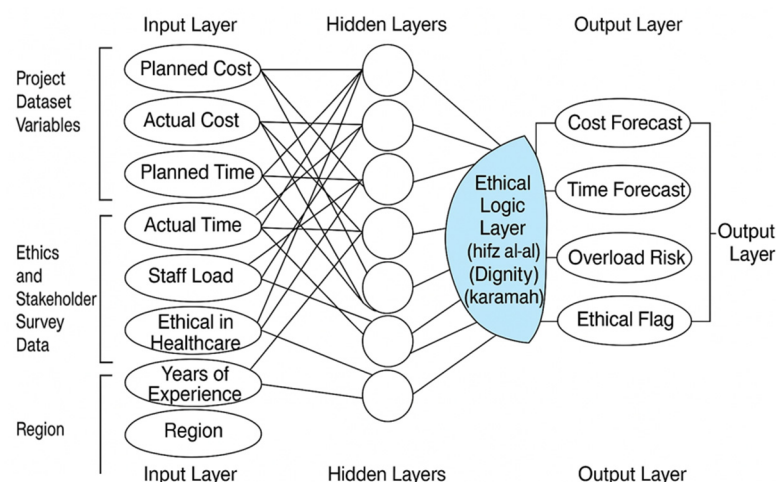 Input Layer
Hidden Layers
Output Layer
Project
Dataset
Variables
Planned Cost
Actual Cost
Planned Time
Ethics
and
Stakeholder
Survey
Data
Actual Time
Staff Load
Ethical in
Healthcare
Region
Years of
Experience
Region
Ethical
Logic
Layer
(hifz al-al)
(Dignity)
(karamah)
Cost Forecast
Time Forecast
Overload Risk
Ethical Flag
Output
Layer
Input Layer
Hidden Layers
Output Layer